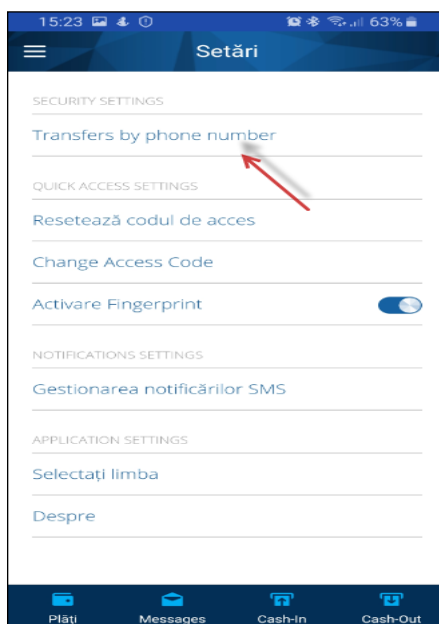 15:23 63%
Setări
SECURITY SETTINGS
Transfers by phone number
QUICK ACCESS SETTINGS
Resetează codul de acces
Change Access Code
Activare Fingerprint
NOTIFICATIONS SETTINGS
Gestionarea notificărilor SMS
APPLICATION SETTINGS
Selectați limba
Despre
Plăți Messages Cash-In Cash-Out